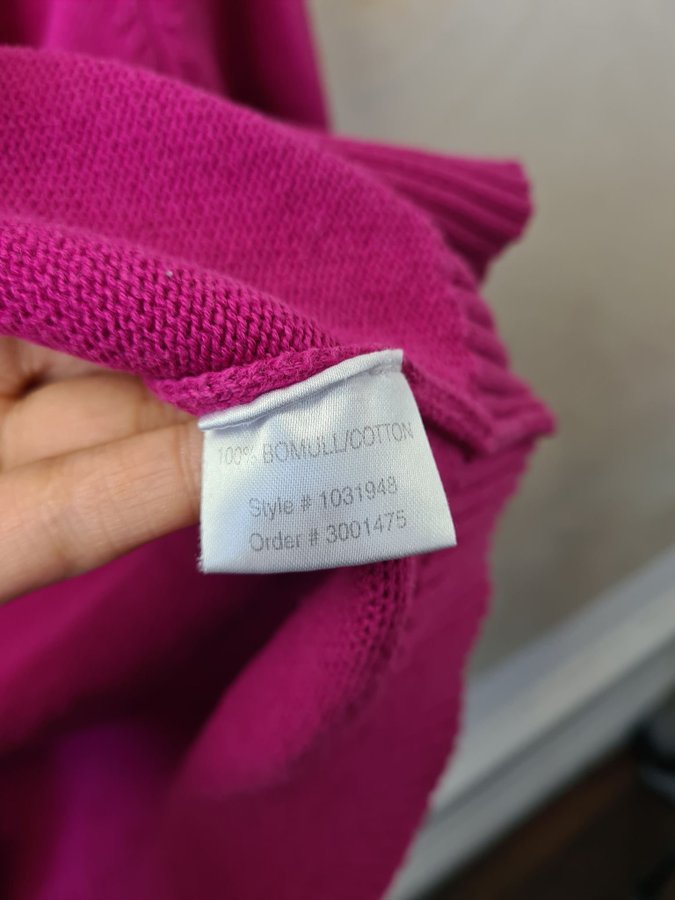 100% BOMULL/COTTON
Style # 1031948
Order # 3001475